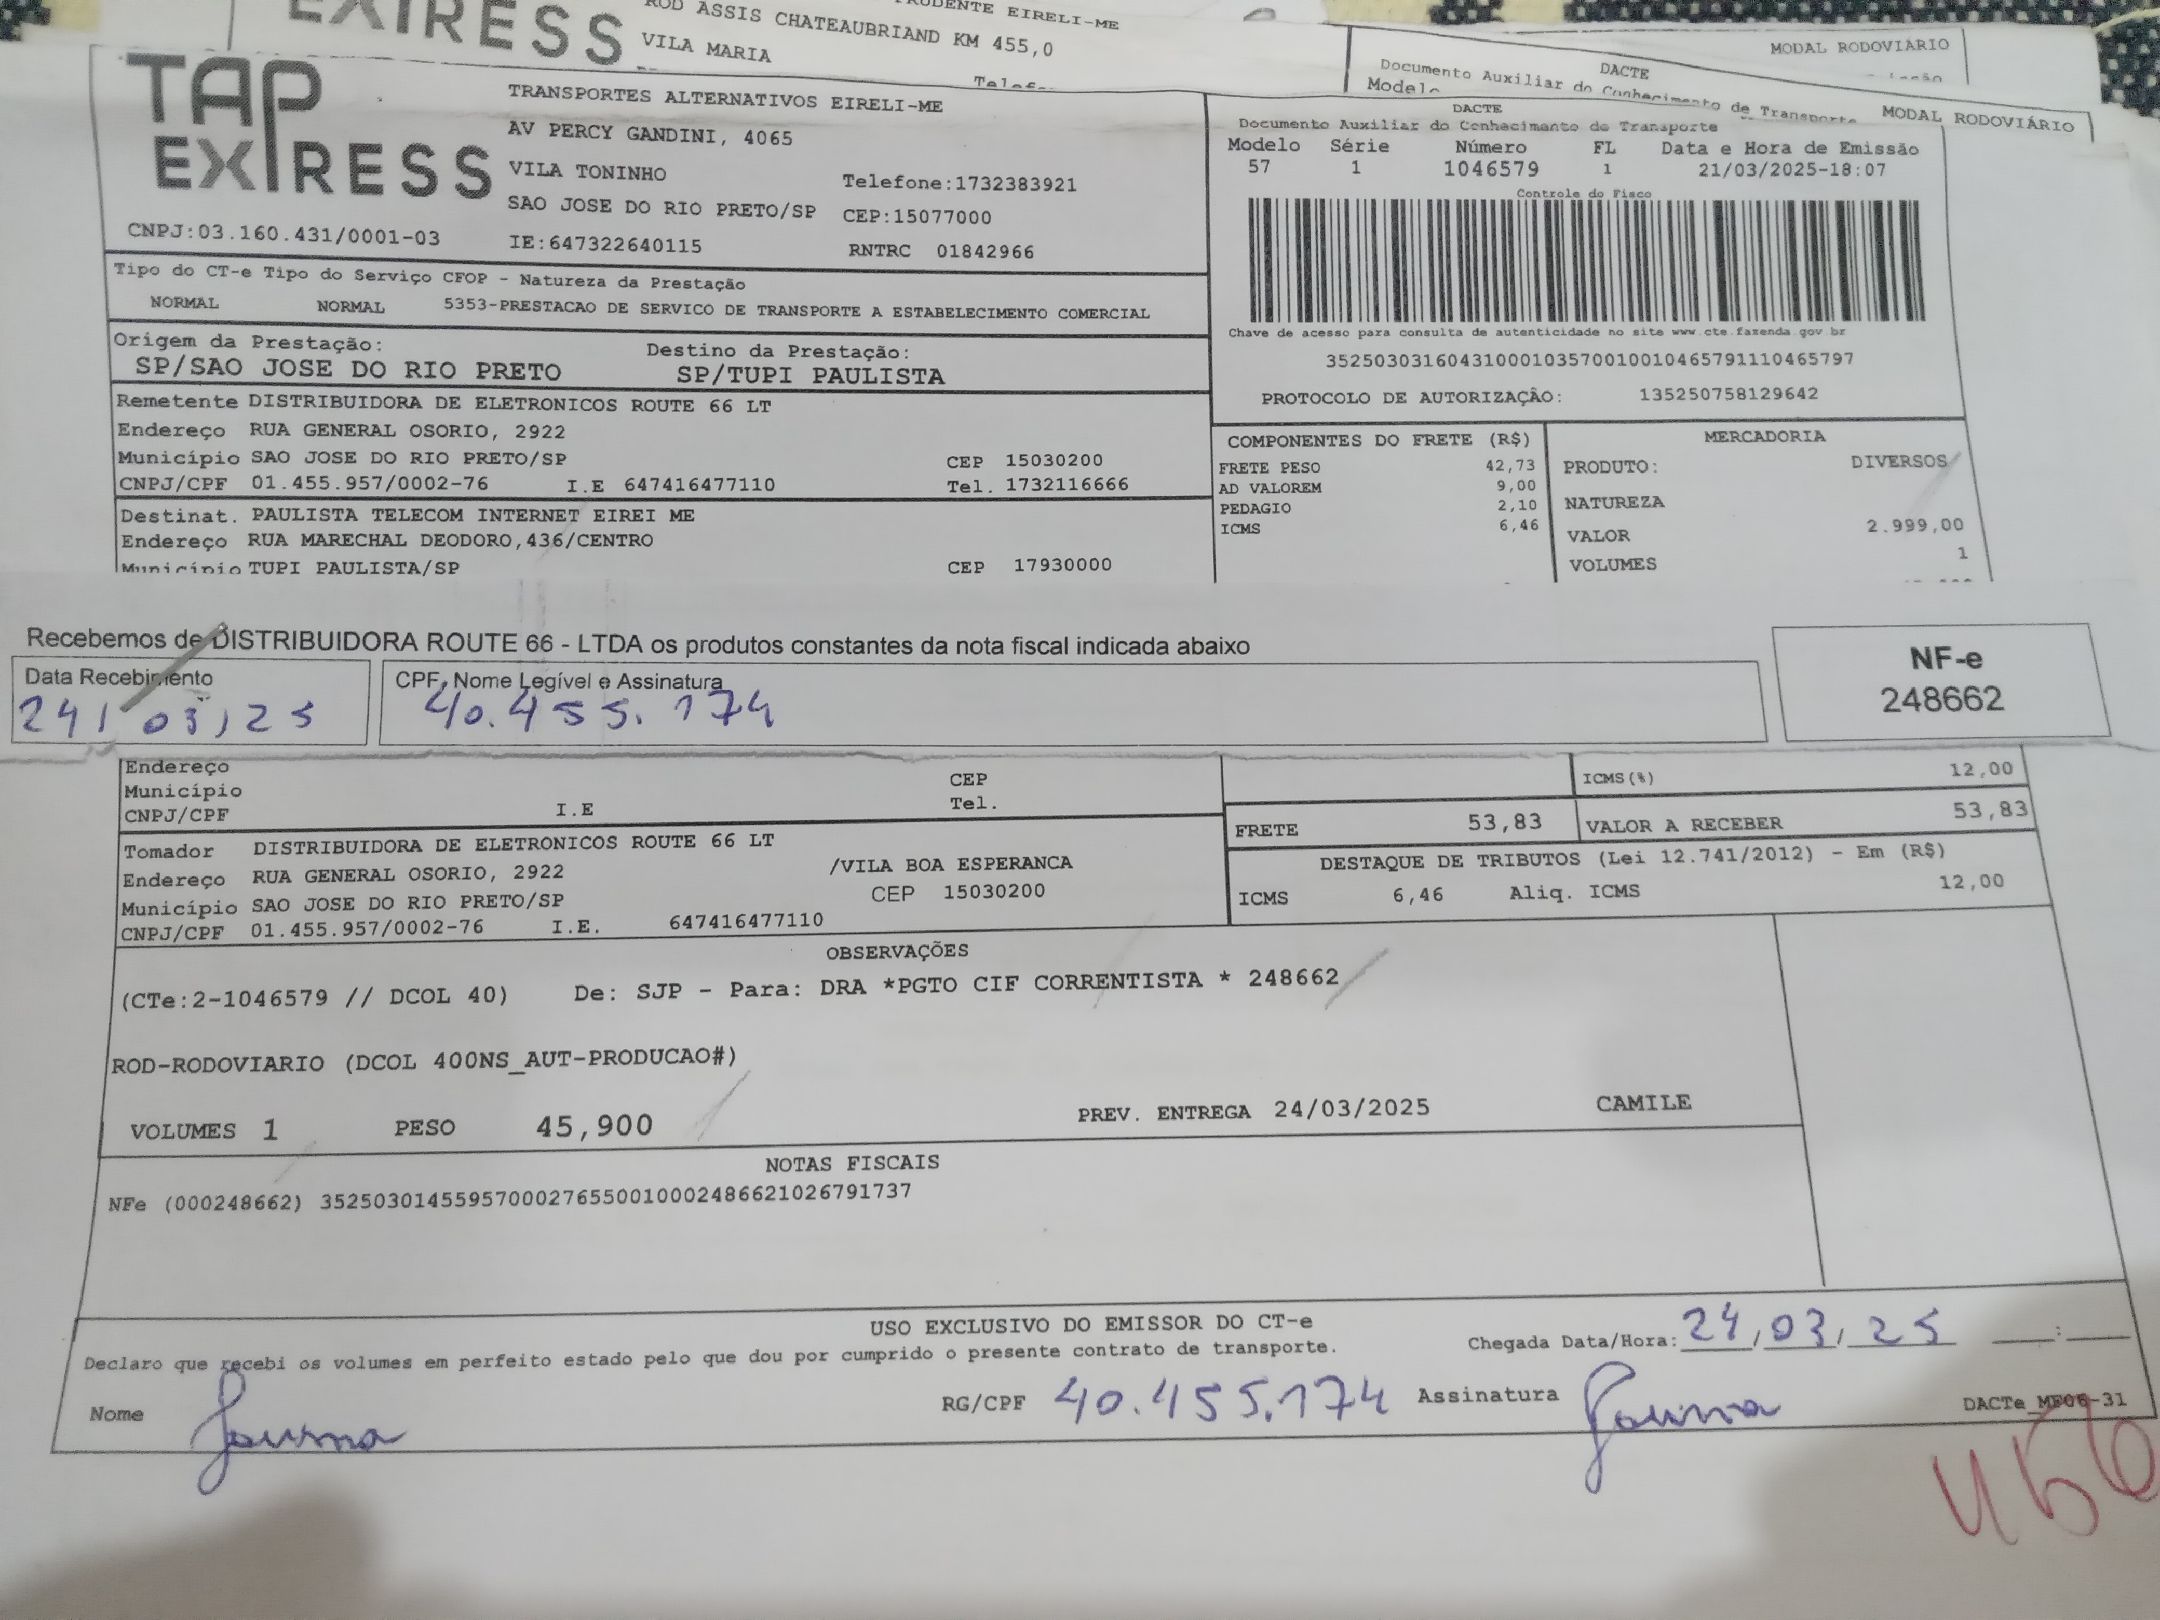 EXIRESS
ROD ASSIS CHATEAUBRIAND KM 455,0
EIRELI-ME
VILA MARIA
MODAL RODOVIARIO
DACTE
Documento Auxiliar do Conhecimento de Transporte
MODAL RODOVIÁRIO
TAP
EXPRESS
CNPJ:03.160.431/0001-03
TRANSPORTES ALTERNATIVOS EIRELI-ME
AV PERCY GANDINI, 4065
VILA TONINHO
Telefone:1732383921
SAO JOSE DO RIO PRETO/SP CEP:15077000
IE:647322640115 RNTRC 01842966
DACTE
Documento Auxiliar do Conhecimento de Transporte
Modelo Série Número FL Data e Hora de Emissão
57 1 1046579 1 21/03/2025-18:07
Controle do Fisco
Chave de acesso para consulta de autenticidade no site www.cte.fazenda.gov.br
35250303160431000103570010010465791110465797
PROTOCOLO DE AUTORIZAÇÃO: 135250758129642
Tipo do CT-e Tipo do Serviço CFOP - Natureza da Prestação
NORMAL NORMAL 5353-PRESTACAO DE SERVICO DE TRANSPORTE A ESTABELECIMENTO COMERCIAL
Origem da Prestação: Destino da Prestação:
SP/SAO JOSE DO RIO PRETO SP/TUPI PAULISTA
Remetente DISTRIBUIDORA DE ELETRONICOS ROUTE 66 LT
Endereço RUA GENERAL OSORIO, 2922
Município SAO JOSE DO RIO PRETO/SP CEP 15030200
CNPJ/CPF 01.455.957/0002-76 I.E 647416477110 Tel. 1732116666
Destinat. PAULISTA TELECOM INTERNET EIREI ME
Endereço RUA MARECHAL DEODORO,436/CENTRO
Município TUPI PAULISTA/SP CEP 17930000
COMPONENTES DO FRETE (R$)
FRETE PESO 42,73
AD VALOREM 9,00
PEDAGIO 2,10
ICMS 6,46
MERCADORIA
PRODUTO: DIVERSOS
NATUREZA
VALOR 2.999,00
VOLUMES 1
Recebemos de DISTRIBUIDORA ROUTE 66 - LTDA os produtos constantes da nota fiscal indicada abaixo
Data Recebimento
24/03/25
CPF, Nome Legível e Assinatura
40.455.174
NF-e
248662
Endereço
Município CEP
CNPJ/CPF I.E Tel.
ICMS(%) 12,00
FRETE 53,83 VALOR A RECEBER 53,83
Tomador DISTRIBUIDORA DE ELETRONICOS ROUTE 66 LT
Endereço RUA GENERAL OSORIO, 2922 /VILA BOA ESPERANCA
Município SAO JOSE DO RIO PRETO/SP CEP 15030200
CNPJ/CPF 01.455.957/0002-76 I.E. 647416477110
DESTAQUE DE TRIBUTOS (Lei 12.741/2012) - Em (R$)
ICMS 6,46 Aliq. ICMS 12,00
OBSERVAÇÕES
(CTe:2-1046579 // DCOL 40) De: SJP - Para: DRA *PGTO CIF CORRENTISTA * 248662
ROD-RODOVIARIO (DCOL 400NS_AUT-PRODUCAO#)
VOLUMES 1 PESO 45,900 PREV. ENTREGA 24/03/2025 CAMILE
NOTAS FISCAIS
NFe (000248662) 35250301455957000276550010002486621026791737
USO EXCLUSIVO DO EMISSOR DO CT-e
Declaro que recebi os volumes em perfeito estado pelo que dou por cumprido o presente contrato de transporte.
Chegada Data/Hora: 24/03/25 ___:___
Nome RG/CPF 40.455.174 Assinatura
DACTe_MF06-31